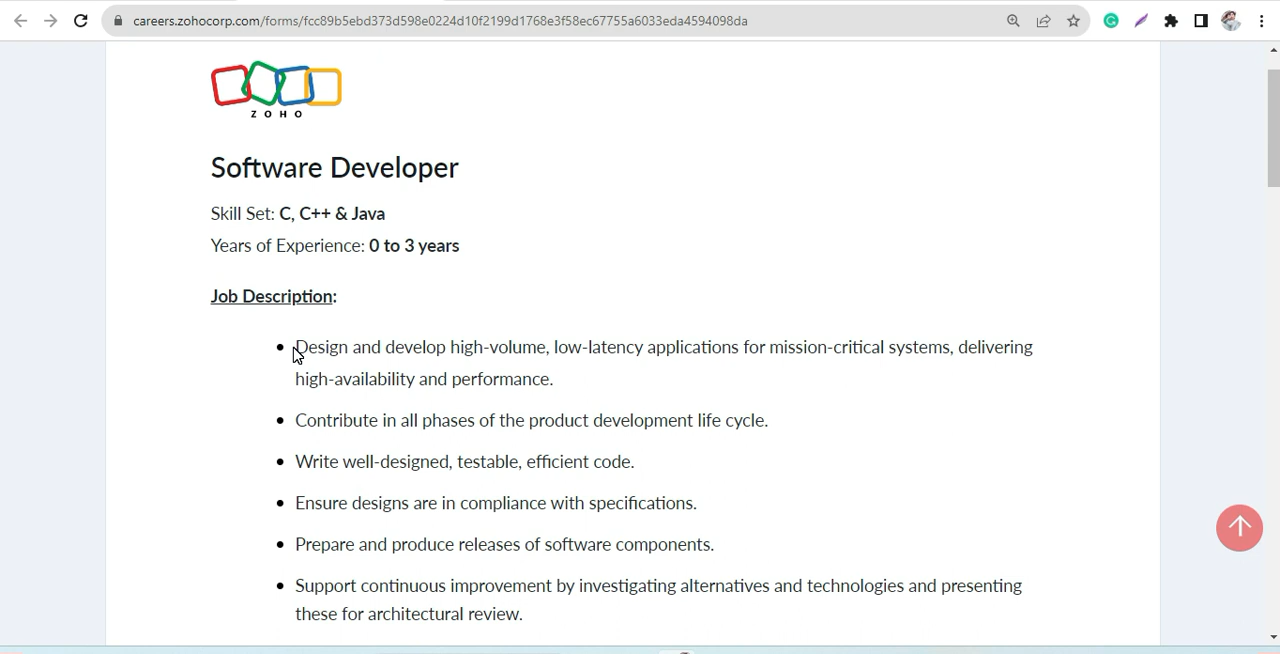 careers.zohocorp.com/forms/fcc89b5ebd373d598e0224d10f2199d1768e3f58ec67755a6033eda4594098da
ZOHO
Software Developer
Skill Set: C, C++ & Java
Years of Experience: 0 to 3 years
Job Description:
• Design and develop high-volume, low-latency applications for mission-critical systems, delivering
high-availability and performance.
• Contribute in all phases of the product development life cycle.
• Write well-designed, testable, efficient code.
• Ensure designs are in compliance with specifications.
• Prepare and produce releases of software components.
• Support continuous improvement by investigating alternatives and technologies and presenting
these for architectural review.